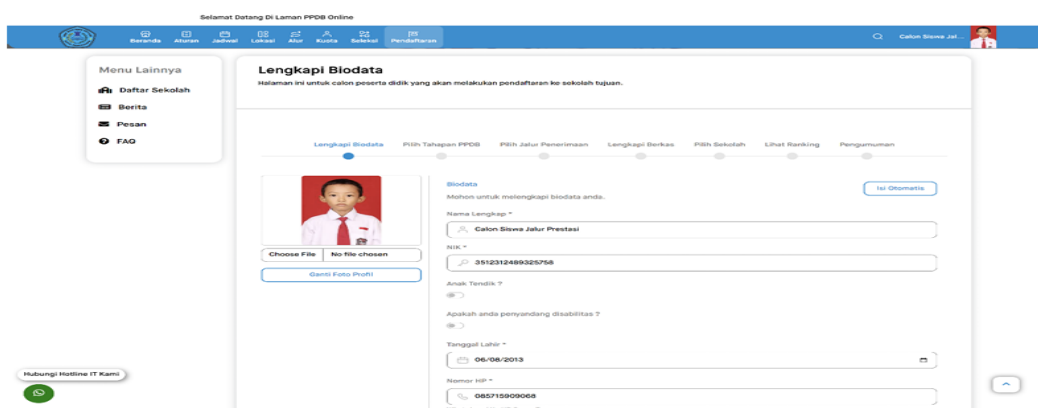 Selamat Datang Di Laman PPDB Online
Beranda Aturan Jadwal Lokasi Alur Kuota Seleksi Pendaftaran
Calon Siswa Jal...
Menu Lainnya
Daftar Sekolah
Berita
Pesan
FAQ
Lengkapi Biodata
Halaman ini untuk calon peserta didik yang akan melakukan pendaftaran ke sekolah tujuan.
Lengkapi Biodata Pilih Tahapan PPDB Pilih Jalur Penerimaan Lengkapi Berkas Pilih Sekolah Lihat Ranking Pengumuman
Choose File No file chosen
Ganti Foto Profil
Biodata
Isi Otomatis
Mohon untuk melengkapi biodata anda.
Nama Lengkap *
Calon Siswa Jalur Prestasi
NIK *
3512312489325758
Anak Tendik ?
Apakah anda penyandang disabilitas ?
Tanggal Lahir *
06/08/2013
Nomor HP *
085715909068
Hubungi Hotline IT Kami